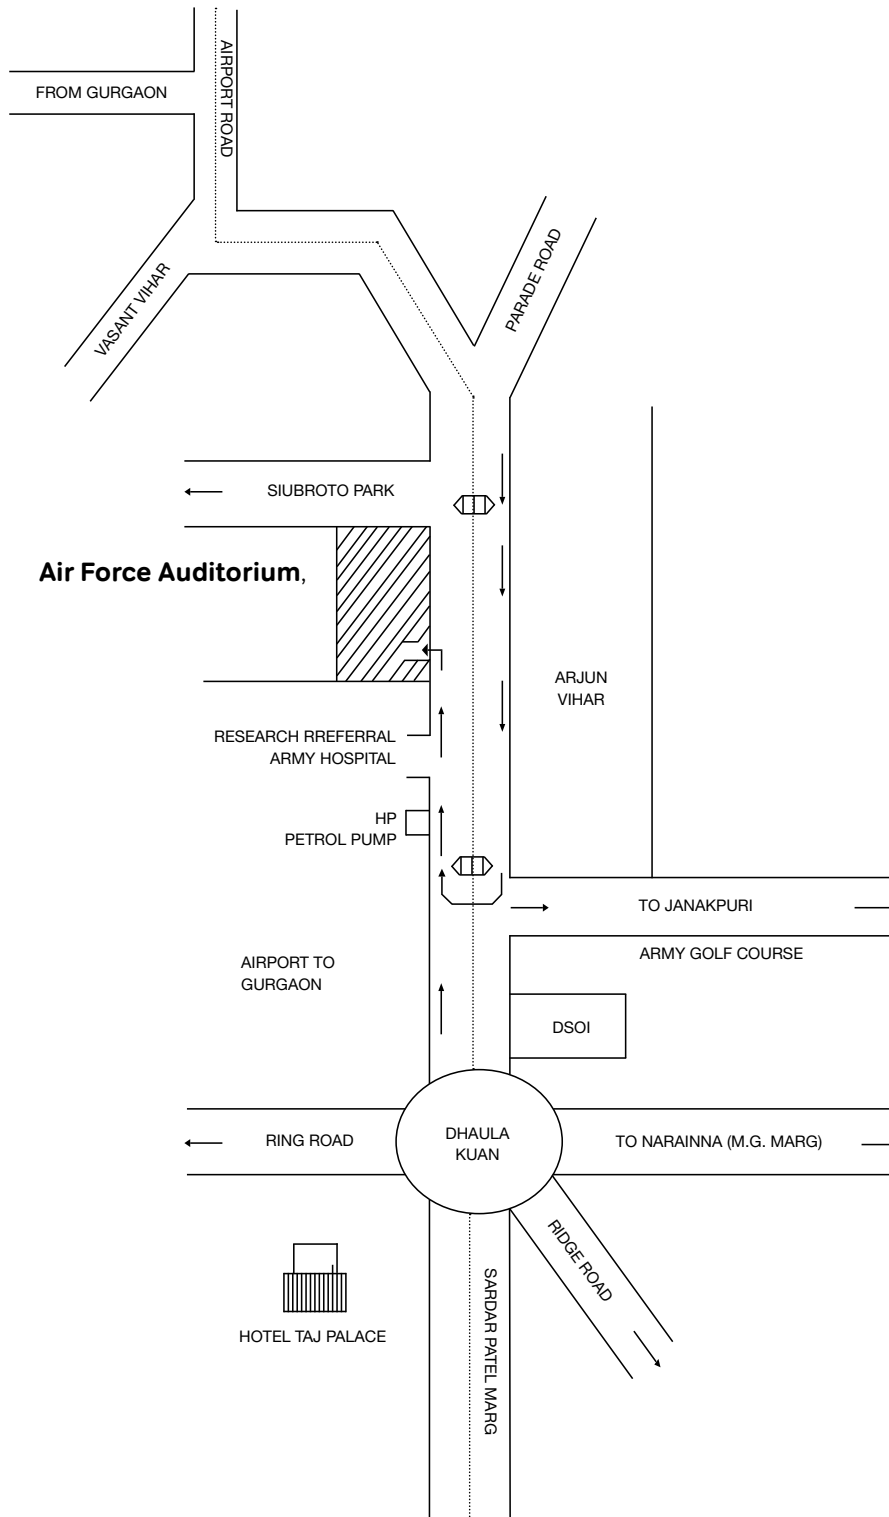 AIRPORT ROAD
FROM GURGAON
PARADE ROAD
VASANT VIHAR
SIUBROTO PARK
Air Force Auditorium,
ARJUN
VIHAR
RESEARCH RREFERRAL
ARMY HOSPITAL
HP
PETROL PUMP
TO JANAKPURI
ARMY GOLF COURSE
AIRPORT TO
GURGAON
DSOI
RING ROAD
DHAULA
KUAN
TO NARAINNA (M.G. MARG)
RIDGE ROAD
SARDAR PATEL MARG
HOTEL TAJ PALACE